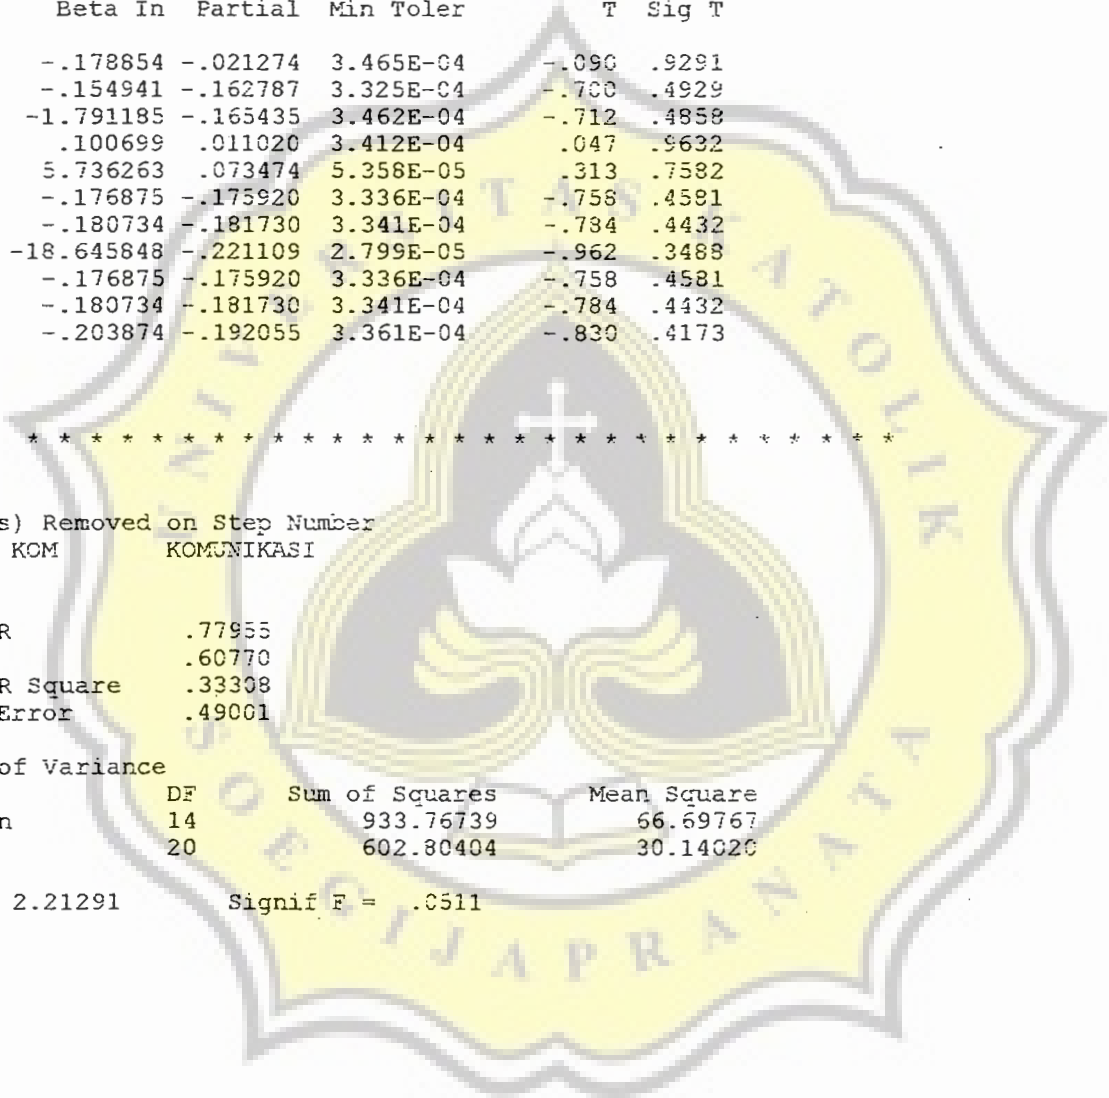 Beta In Partial Min Toler T Sig T
-.178854 -.021274 3.465E-04 -.090 .9291
-.154941 -.162787 3.325E-04 -.700 .4929
-1.791185 -.165435 3.462E-04 -.712 .4858
.100699 .011020 3.412E-04 .047 .9632
5.736263 .073474 5.358E-05 .313 .7582
-.176875 -.175920 3.336E-04 -.758 .4581
-.180734 -.181730 3.341E-04 -.784 .4432
-18.645848 -.221109 2.799E-05 -.962 .3488
-.176875 -.175920 3.336E-04 -.758 .4581
-.180734 -.181730 3.341E-04 -.784 .4432
-.203874 -.192055 3.361E-04 -.830 .4173
* * * * * * * * * * * * * * * * * * * * * * * * * * * * *
s) Removed on Step Number
KOM KOMUNIKASI
R .77955
.60770
R Square .33308
Error .49001
of Variance
DF Sum of Squares Mean Square
n 14 933.76739 66.69767
20 602.80404 30.14020
2.21291 Signif F = .0511
UNIVERSITAS KATOLIK
SOEGIJAPRANATA